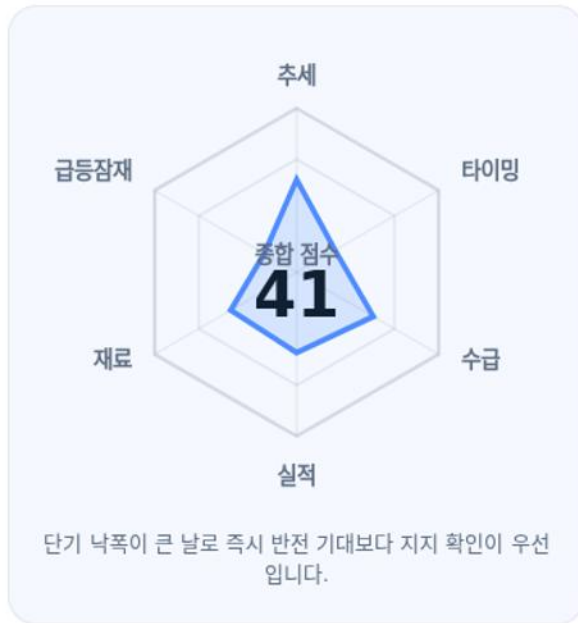 추세
급등잠재
타이밍
종합 점수
41
재료
수급
실적
단기 낙폭이 큰 날로 즉시 반전 기대보다 지지 확인이 우선
입니다.